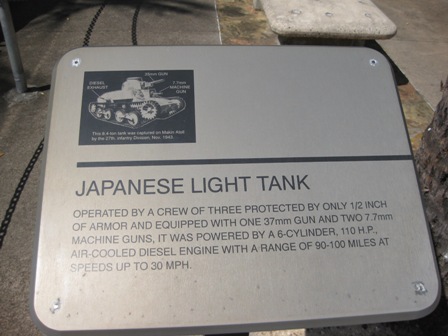 37mm GUN
DIESEL
EXHAUST
7.7mm
MACHINE
GUN
This 8.4-ton tank was captured on Makin Atoll
by the 27th Infantry Division, Nov. 1943.
JAPANESE LIGHT TANK
OPERATED BY A CREW OF THREE PROTECTED BY ONLY 1/2 INCH
OF ARMOR AND EQUIPPED WITH ONE 37mm GUN AND TWO 7.7mm
MACHINE GUNS, IT WAS POWERED BY A 6-CYLINDER, 110 H.P.,
AIR-COOLED DIESEL ENGINE WITH A RANGE OF 90-100 MILES AT
SPEEDS UP TO 30 MPH.